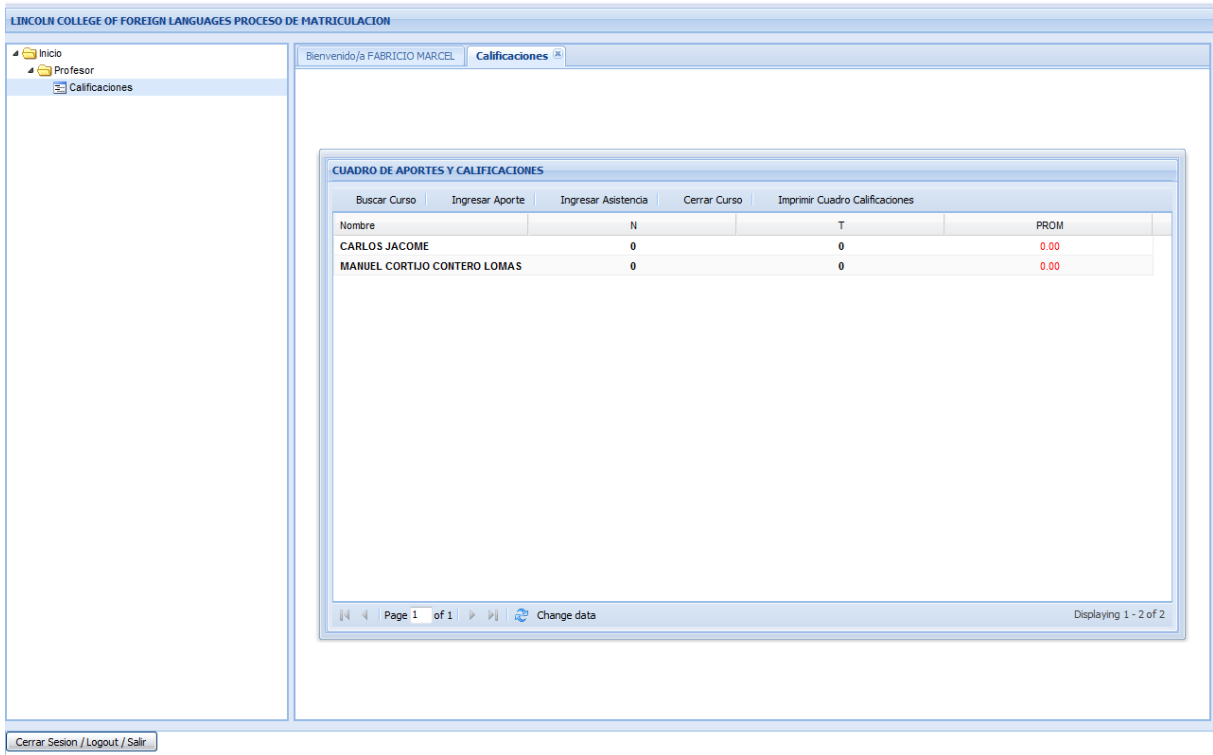 LINCOLN COLLEGE OF FOREIGN LANGUAGES PROCESO DE MATRICULACION
Inicio
Profesor
Calificaciones
Bienvenido/a FABRICIO MARCEL Calificaciones
CUADRO DE APORTES Y CALIFICACIONES
Buscar Curso Ingresar Aporte Ingresar Asistencia Cerrar Curso Imprimir Cuadro Calificaciones
Nombre N T PROM
CARLOS JACOME 0 0 0.00
MANUEL CORTIJO CONTERO LOMAS 0 0 0.00
Page 1 of 1 Change data Displaying 1 - 2 of 2
Cerrar Sesion / Logout / Salir